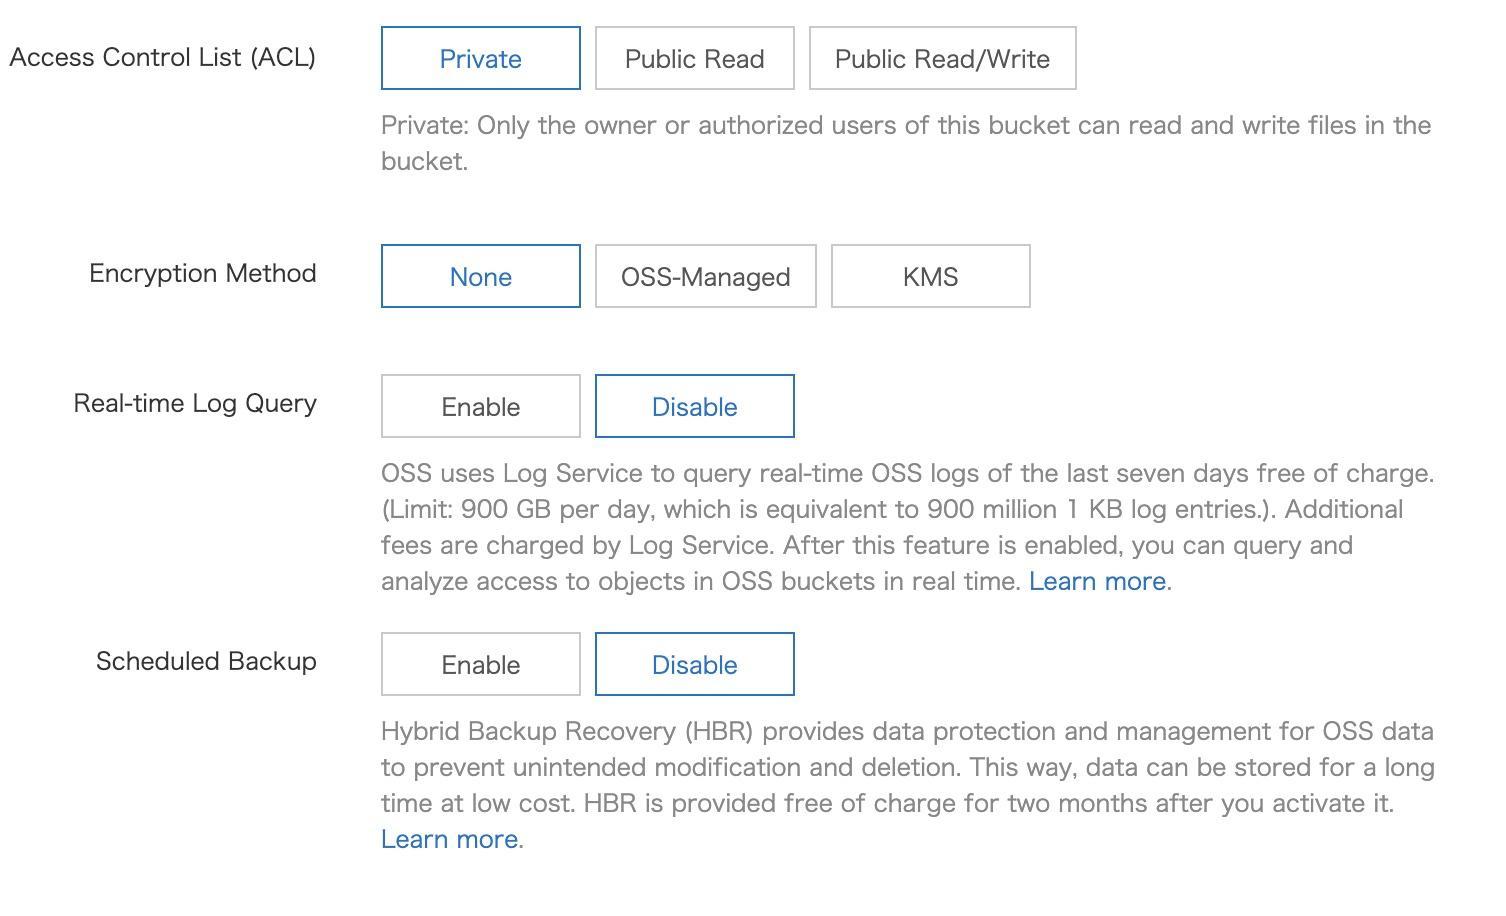 Access Control List (ACL)
Private
Public Read
Public Read/Write
Private: Only the owner or authorized users of this bucket can read and write files in the
bucket.
Encryption Method
None
OSS-Managed
KMS
Real-time Log Query
Enable
Disable
OSS uses Log Service to query real-time OSS logs of the last seven days free of charge.
(Limit: 900 GB per day, which is equivalent to 900 million 1 KB log entries.). Additional
fees are charged by Log Service. After this feature is enabled, you can query and
analyze access to objects in OSS buckets in real time. Learn more.
Scheduled Backup
Enable
Disable
Hybrid Backup Recovery (HBR) provides data protection and management for OSS data
to prevent unintended modification and deletion. This way, data can be stored for a long
time at low cost. HBR is provided free of charge for two months after you activate it.
Learn more.